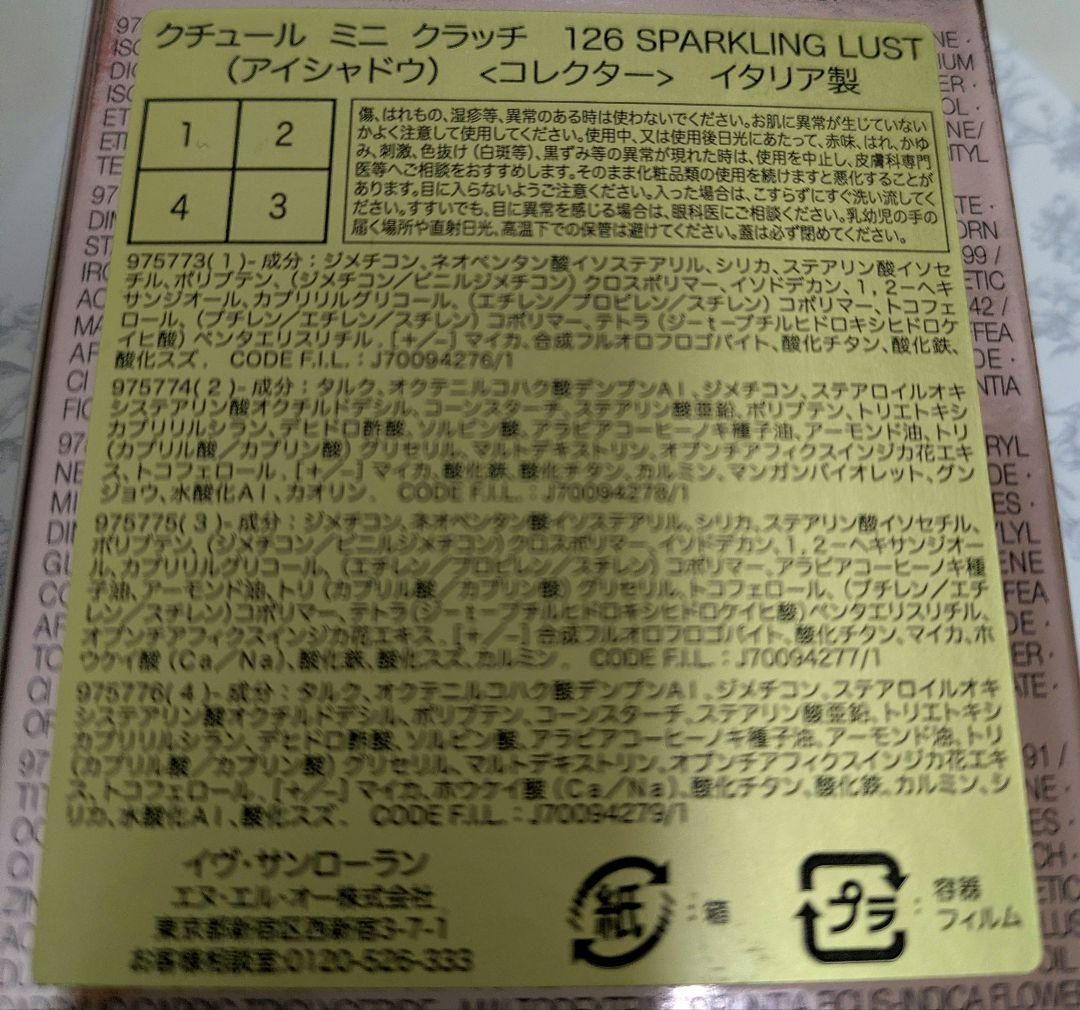 クチュール ミニ クラッチ 126 SPARKLING LUST
（アイシャドウ） <コレクター> イタリア製
1 2
4 3
傷、はれもの、湿疹等、異常のある時は使わないでください。お肌に異常が生じていない
かよく注意して使用してください。使用中、又は使用後日光にあたって、赤味、はれ、かゆ
み、刺激、色抜け（白斑等）、黒ずみ等の異常が現れた時は、使用を中止し、皮膚科専門
医等へご相談をおすすめします。そのまま化粧品類の使用を続けますと悪化することが
あります。目に入らないようご注意ください。入った場合は、こすらずにすぐ洗い流してく
ださい。すすいでも、目に異常を感じる場合は、眼科医にご相談ください。乳幼児の手の
届く場所や直射日光、高温下での保管は避けてください。蓋は必ず閉めてください。
975773(1)-成分：ジメチコン、ネオペンタン酸イソステアリル、シリカ、ステアリン酸イソセ
チル、ポリブテン、（ジメチコン／ビニルジメチコン）クロスポリマー、イソドデカン、1,2－ヘキ
サンジオール、カプリリルグリコール、（エチレン／プロピレン／スチレン）コポリマー、トコフェ
ロール、（ブチレン／エチレン／スチレン）コポリマー、テトラ（ジ－t－ブチルヒドロキシヒドロケ
イヒ酸）ペンタエリスリチル、[+/-]マイカ、合成フルオロフロゴパイト、酸化チタン、酸化鉄、
酸化スズ. CODE F.I.L.：J70094276/1
975774(2)-成分：タルク、オクテニルコハク酸デンプンAl、ジメチコン、ステアロイルオキ
システアリン酸オクチルドデシル、コーンスターチ、ステアリン酸亜鉛、ポリブテン、トリエトキシ
カプリリルシラン、デヒドロ酢酸、ソルビン酸、アラビアコーヒーノキ種子油、アーモンド油、トリ
（カプリル酸／カプリン酸）グリセリル、マルトデキストリン、オプンチアフィクスインジカ花エキ
ス、トコフェロール、[+/-]マイカ、酸化鉄、酸化チタン、カルミン、マンガンバイオレット、グン
ジョウ、水酸化Al、カオリン. CODE F.I.L.：J70094278/1
975775(3)-成分：ジメチコン、ネオペンタン酸イソステアリル、シリカ、ステアリン酸イソセチル、
ポリブテン、（ジメチコン／ビニルジメチコン）クロスポリマー、イソドデカン、1,2－ヘキサンジオー
ル、カプリリルグリコール、（エチレン／プロピレン／スチレン）コポリマー、アラビアコーヒーノキ種
子油、アーモンド油、トリ（カプリル酸／カプリン酸）グリセリル、トコフェロール、（ブチレン／エチ
レン／スチレン）コポリマー、テトラ（ジ－t－ブチルヒドロキシヒドロケイヒ酸）ペンタエリスリチル、
オプンチアフィクスインジカ花エキス、[+/-]合成フルオロフロゴパイト、酸化チタン、マイカ、ホ
ウケイ酸（Ca／Na）、酸化鉄、酸化スズ、カルミン. CODE F.I.L.：J70094277/1
975776(4)-成分：タルク、オクテニルコハク酸デンプンAl、ジメチコン、ステアロイルオキ
システアリン酸オクチルドデシル、ポリブテン、コーンスターチ、ステアリン酸亜鉛、トリエトキシ
カプリリルシラン、デヒドロ酢酸、ソルビン酸、アラビアコーヒーノキ種子油、アーモンド油、トリ
（カプリル酸／カプリン酸）グリセリル、マルトデキストリン、オプンチアフィクスインジカ花エキ
ス、トコフェロール、[+/-]マイカ、ホウケイ酸（Ca／Na）、酸化チタン、酸化鉄、カルミン、シ
リカ、水酸化Al、酸化スズ. CODE F.I.L.：J70094279/1
イヴ・サンローラン
エヌ・エル・オー株式会社
東京都新宿区西新宿3-7-1
お客様相談室:0120-526-333
紙：箱
プラ：容器
フィルム